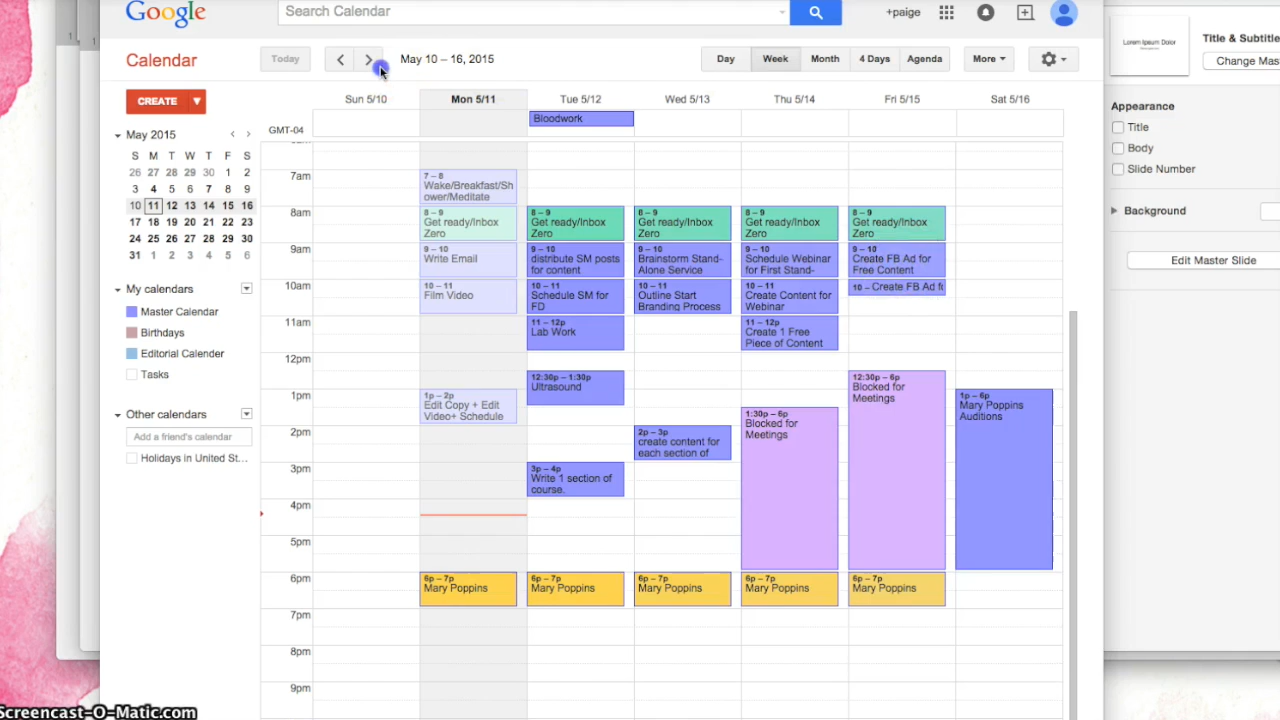 Google
Search Calendar
+paige
Calendar
Today
May 10 – 16, 2015
Day
Week
Month
4 Days
Agenda
More
CREATE
Sun 5/10
Mon 5/11
Tue 5/12
Wed 5/13
Thu 5/14
Fri 5/15
Sat 5/16
GMT-04
Bloodwork
May 2015
S M T W T F S
26 27 28 29 30 1 2
3 4 5 6 7 8 9
10 11 12 13 14 15 16
17 18 19 20 21 22 23
24 25 26 27 28 29 30
31 1 2 3 4 5 6
My calendars
Master Calendar
Birthdays
Editorial Calender
Tasks
Other calendars
Add a friend's calendar
Holidays in United St...
7am
8am
9am
10am
11am
12pm
1pm
2pm
3pm
4pm
5pm
6pm
7pm
8pm
9pm
7 – 8
Wake/Breakfast/Sh
ower/Meditate
8 – 9
Get ready/Inbox
Zero
9 – 10
Write Email
10 – 11
Film Video
1p – 2p
Edit Copy + Edit
Video+ Schedule
6p – 7p
Mary Poppins
8 – 9
Get ready/Inbox
Zero
9 – 10
distribute SM posts
for content
10 – 11
Schedule SM for
FD
11 – 12p
Lab Work
12:30p – 1:30p
Ultrasound
3p – 4p
Write 1 section of
course.
6p – 7p
Mary Poppins
8 – 9
Get ready/Inbox
Zero
9 – 10
Brainstorm Stand-
Alone Service
10 – 11
Outline Start
Branding Process
2p – 3p
create content for
each section of
6p – 7p
Mary Poppins
8 – 9
Get ready/Inbox
Zero
9 – 10
Schedule Webinar
for First Stand-
10 – 11
Create Content for
Webinar
11 – 12p
Create 1 Free
Piece of Content
1:30p – 6p
Blocked for
Meetings
6p – 7p
Mary Poppins
8 – 9
Get ready/Inbox
Zero
9 – 10
Create FB Ad for
Free Content
10 – Create FB Ad fo
12:30p – 6p
Blocked for
Meetings
6p – 7p
Mary Poppins
1p – 6p
Mary Poppins
Auditions
1
1
Lorem Ipsum Dolor
Title & Subtitle
Change Mas
Appearance
Title
Body
Slide Number
Background
Edit Master Slide
Screencast-O-Matic.com